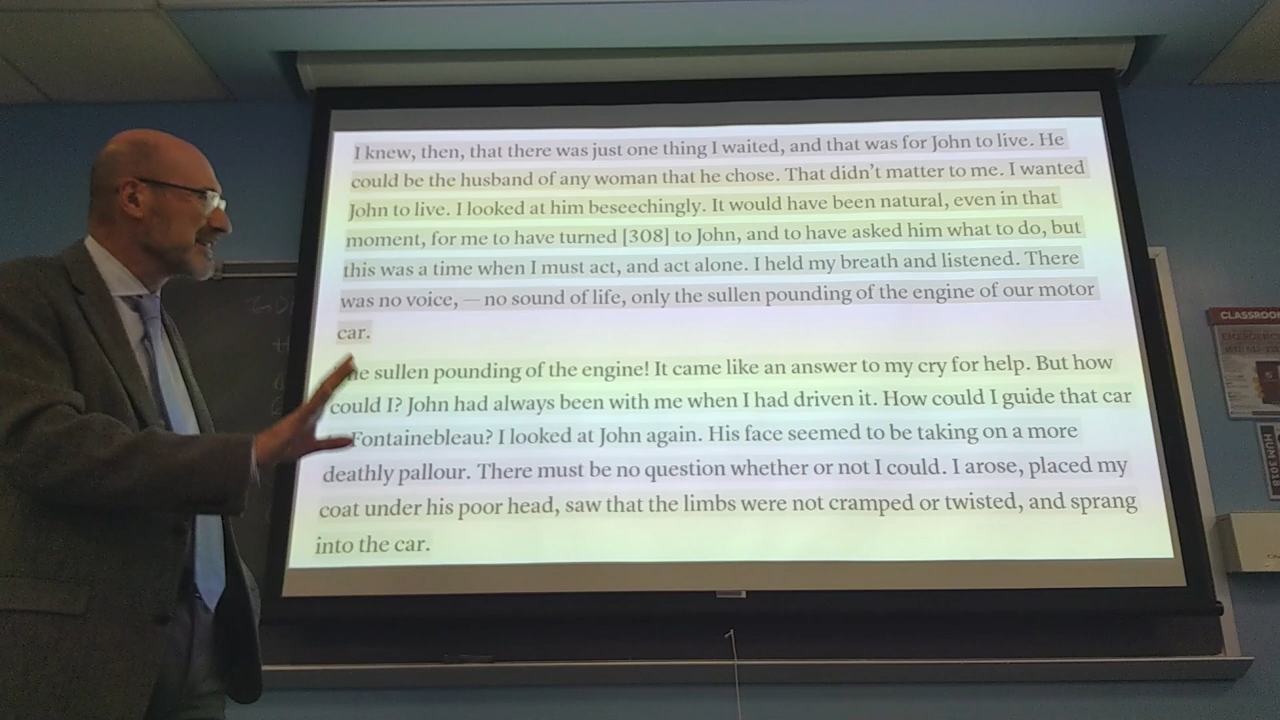 I knew, then, that there was just one thing I waited, and that was for John to live. He
could be the husband of any woman that he chose. That didn't matter to me. I wanted
John to live. I looked at him beseechingly. It would have been natural, even in that
moment, for me to have turned [308] to John, and to have asked him what to do, but
this was a time when I must act, and act alone. I held my breath and listened. There
was no voice, — no sound of life, only the sullen pounding of the engine of our motor
car.
sullen pounding of the engine! It came like an answer to my cry for help. But how
could I? John had always been with me when I had driven it. How could I guide that car
Fontainebleau? I looked at John again. His face seemed to be taking on a more
deathly pallour. There must be no question whether or not I could. I arose, placed my
coat under his poor head, saw that the limbs were not cramped or twisted, and sprang
into the car.
CLASSROO
HUM 301B